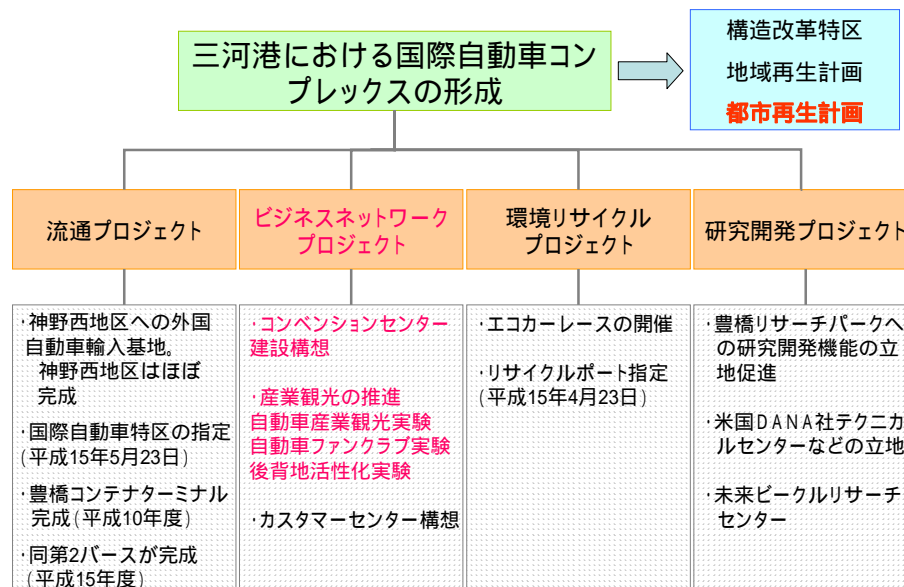 三河港における国際自動車コン
プレックスの形成
構造改革特区
地域再生計画
都市再生計画
流通プロジェクト
ビジネスネットワーク
プロジェクト
環境リサイクル
プロジェクト
研究開発プロジェクト
・神野西地区への外国
自動車輸入基地。
神野西地区はほぼ
完成
・国際自動車特区の指定
(平成15年5月23日)
・豊橋コンテナターミナル
完成(平成10年度)
・同第2バースが完成
(平成15年度)
・コンベンションセンター
建設構想
・産業観光の推進
自動車産業観光実験
自動車ファンクラブ実験
後背地活性化実験
・カスタマーセンター構想
・エコカーレースの開催
・リサイクルポート指定
(平成15年4月23日)
・豊橋リサーチパークへ
の研究開発機能の立
地促進
・米国DANA社テクニカ
ルセンターなどの立地
・未来ビークルリサーチ
センター